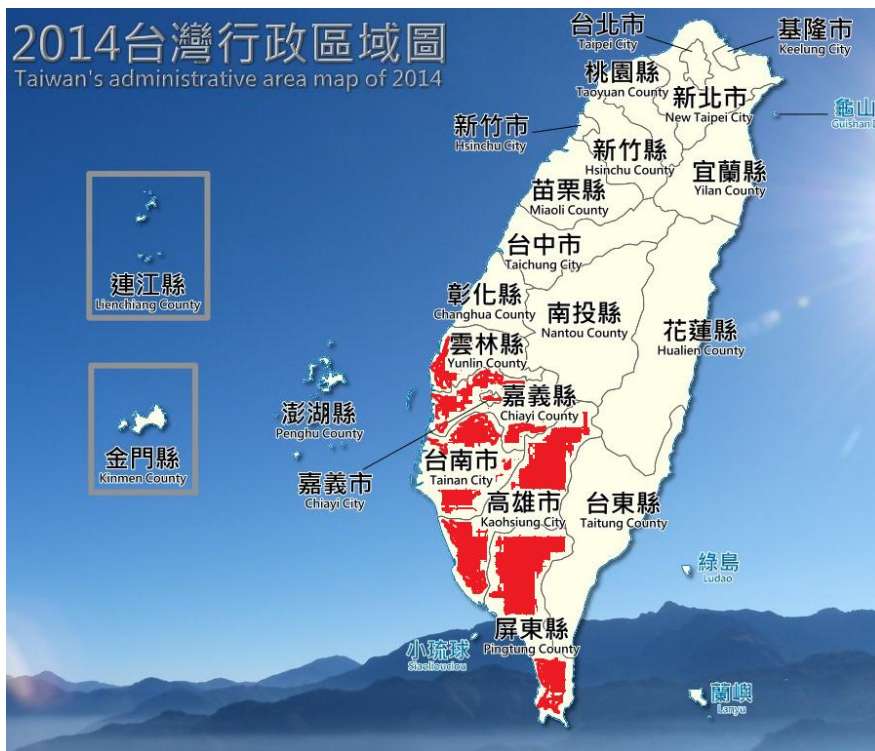 2014台灣行政區域圖
Taiwan's administrative area map of 2014
台北市
Taipei City
基隆市
Keelung City
桃園縣
Taoyuan County
新北市
New Taipei City
龜山
Guishan
新竹市
Hsinchu City
新竹縣
Hsinchu County
宜蘭縣
Yilan County
苗栗縣
Miaoli County
台中市
Taichung City
連江縣
Lienchiang County
彰化縣
Changhua County
南投縣
Nantou County
花蓮縣
Hualien County
雲林縣
Yunlin County
嘉義縣
Chiayi County
澎湖縣
Penghu County
金門縣
Kinmen County
台南市
Tainan City
嘉義市
Chiayi City
高雄市
Kaohsiung City
台東縣
Taitung County
綠島
Ludao
屏東縣
Pingtung County
小琉球
Siaoliouciou
蘭嶼
Lanyu